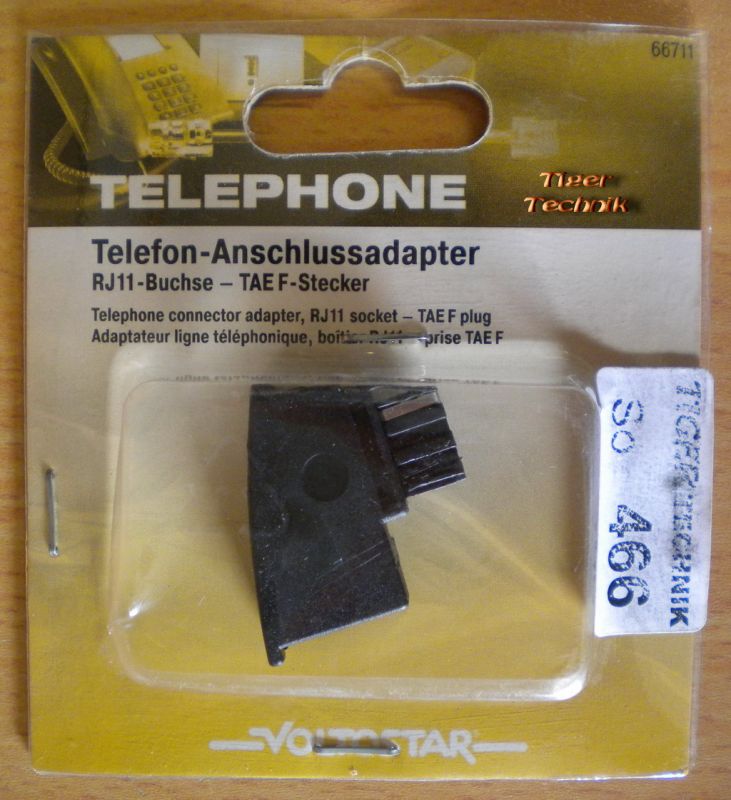 66711
TELEPHONE
Tiger
Technik
Telefon-Anschlussadapter
RJ11-Buchse – TAE F-Stecker
Telephone connector adapter, RJ11 socket – TAE F plug
Adaptateur ligne téléphonique, boîtier RJ11 – prise TAE F
TIGER TECHNIK
So 466
VOLTOSTAR